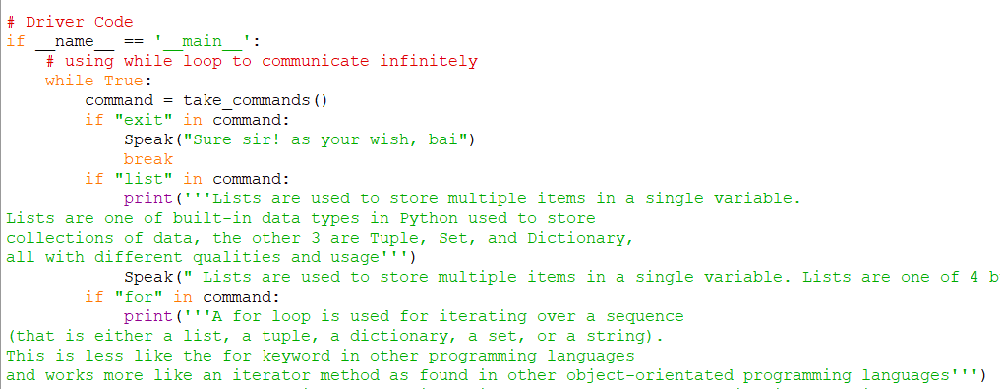 # Driver Code
if __name__ == '__main__':
    # using while loop to communicate infinitely
    while True:
        command = take_commands()
        if "exit" in command:
            Speak("Sure sir! as your wish, bai")
            break
        if "list" in command:
            print('''Lists are used to store multiple items in a single variable.
Lists are one of built-in data types in Python used to store
collections of data, the other 3 are Tuple, Set, and Dictionary,
all with different qualities and usage''')
            Speak(" Lists are used to store multiple items in a single variable. Lists are one of 4 b
        if "for" in command:
            print('''A for loop is used for iterating over a sequence
(that is either a list, a tuple, a dictionary, a set, or a string).
This is less like the for keyword in other programming languages
and works more like an iterator method as found in other object-orientated programming languages''')